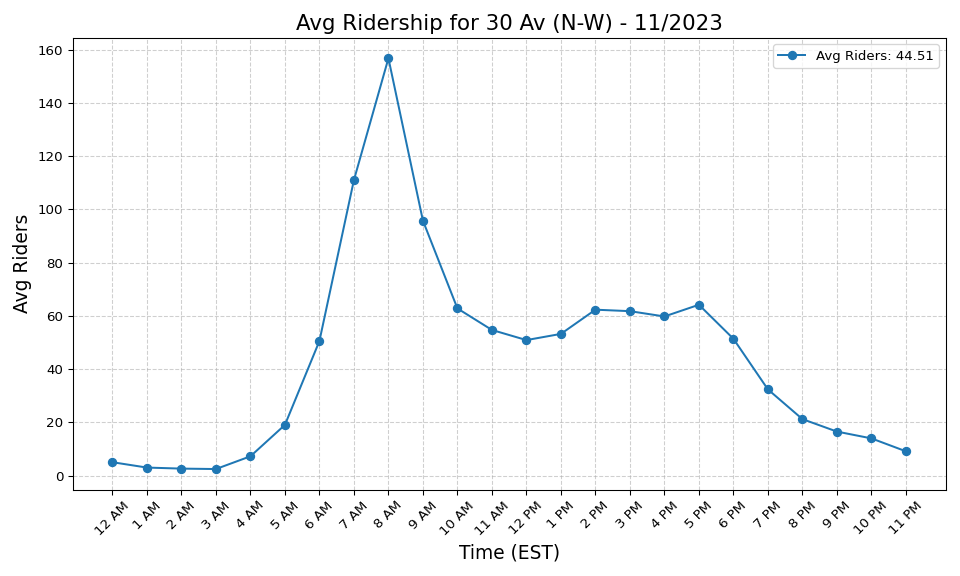 Avg Ridership for 30 Av (N-W) - 11/2023
Avg Riders: 44.51
Avg Riders
160
140
120
100
80
60
40
20
0
12 AM
1 AM
2 AM
3 AM
4 AM
5 AM
6 AM
7 AM
8 AM
9 AM
10 AM
11 AM
12 PM
1 PM
2 PM
3 PM
4 PM
5 PM
6 PM
7 PM
8 PM
9 PM
10 PM
11 PM
Time (EST)